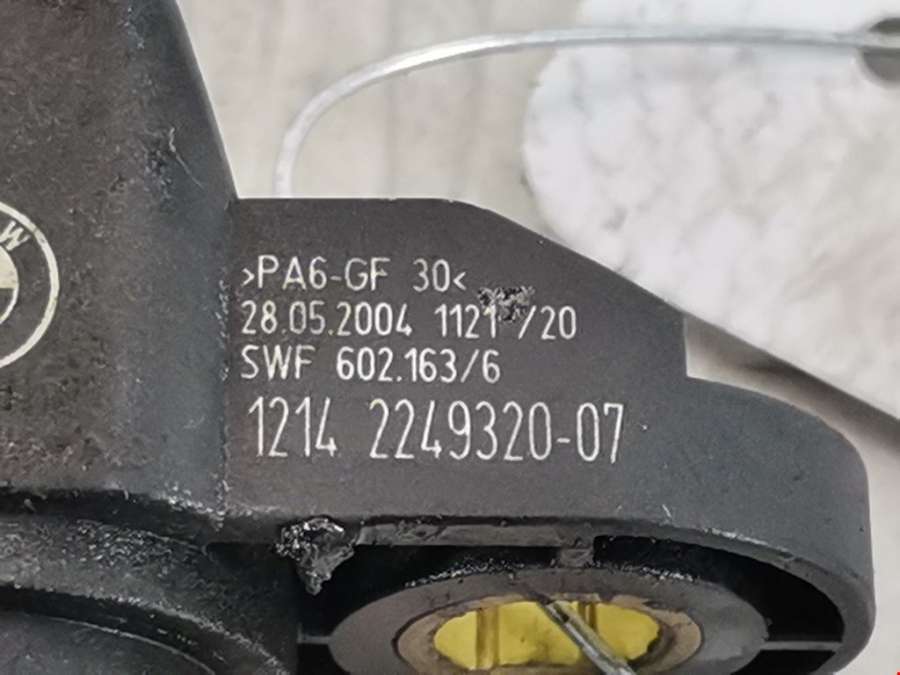 W
>PA6-GF 30<
28.05.2004 1121 /20
SWF 602.163/6
1214 2249320-07